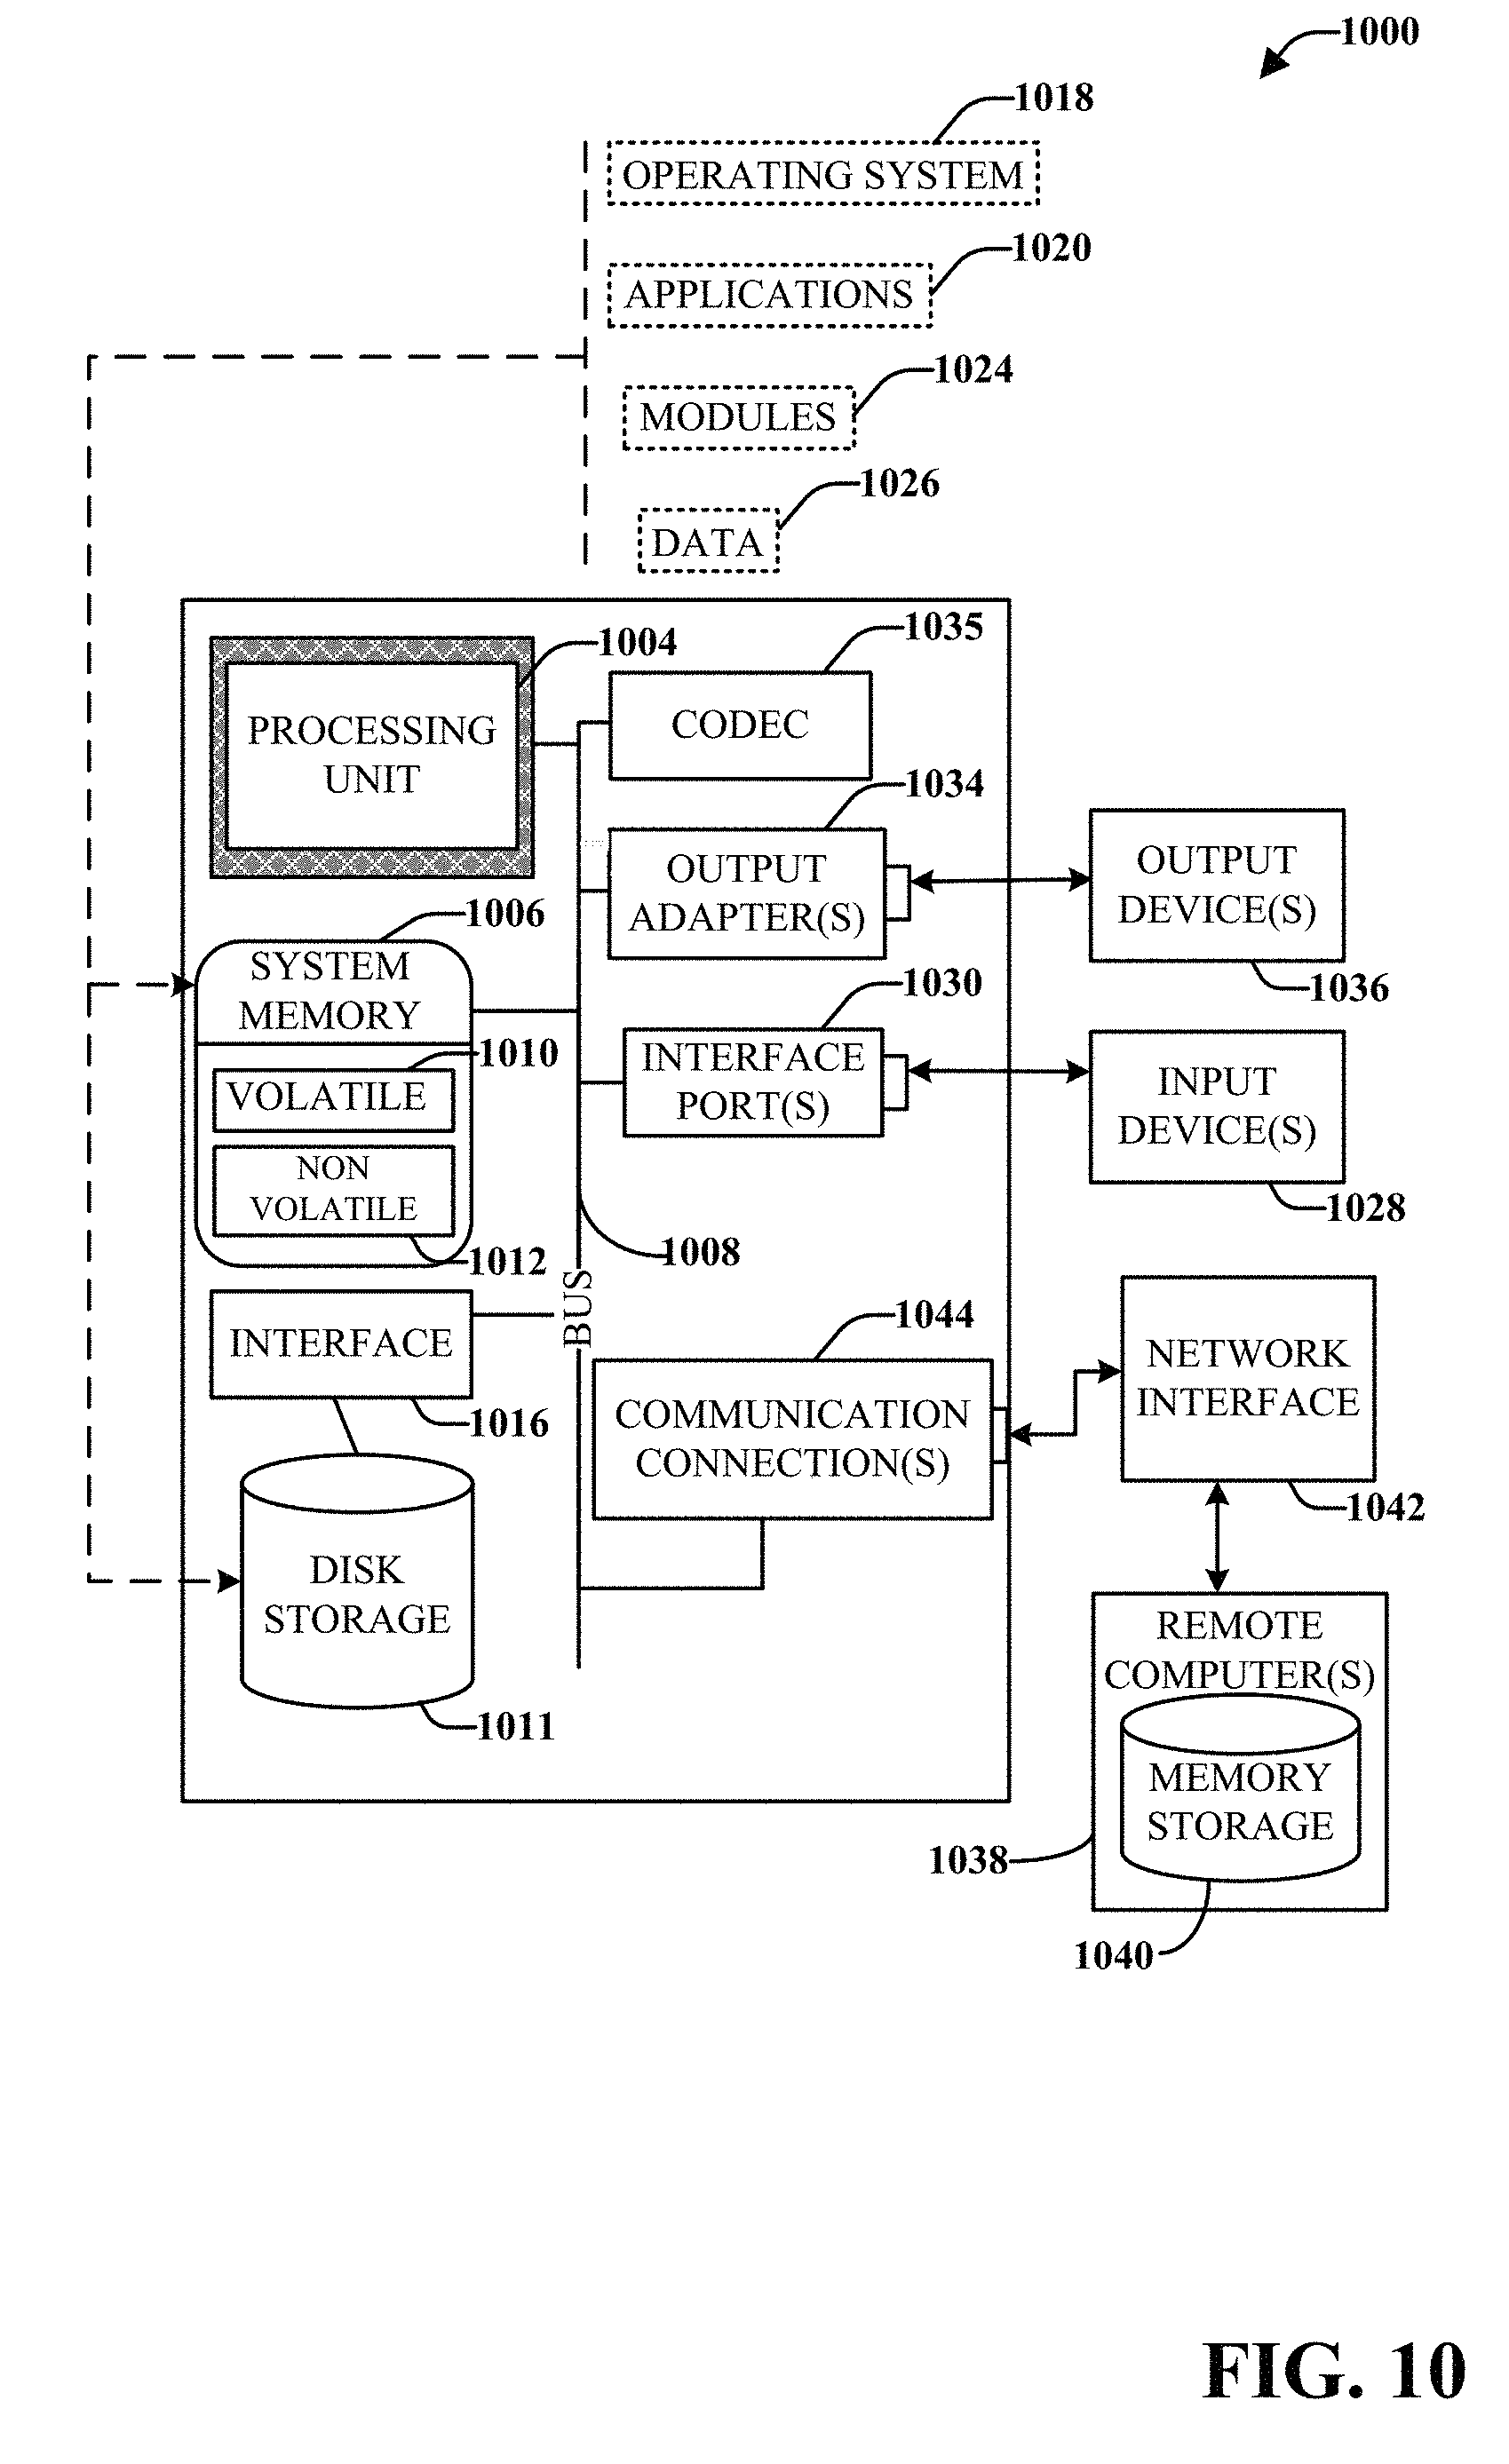 1000
1018
OPERATING SYSTEM
1020
APPLICATIONS
1024
MODULES
1026
DATA
1004
PROCESSING
UNIT
1035
CODEC
1034
OUTPUT
ADAPTER(S)
OUTPUT
DEVICE(S)
1036
1006
SYSTEM
MEMORY
1010
VOLATILE
NON
VOLATILE
1012
1030
INTERFACE
PORT(S)
INPUT
DEVICE(S)
1028
1008
BUS
INTERFACE
1016
1044
COMMUNICATION
CONNECTION(S)
NETWORK
INTERFACE
1042
DISK
STORAGE
1011
REMOTE
COMPUTER(S)
MEMORY
STORAGE
1038
1040
FIG. 10